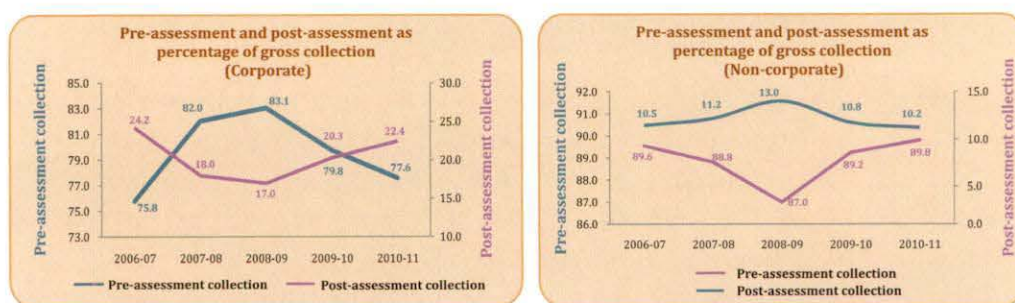 Pre-assessment and post-assessment as
percentage of gross collection
(Corporate)
Pre-assessment collection
85.0
83.0
81.0
79.0
77.0
75.0
73.0
30.0
25.0
20.0
15.0
10.0
Post-assessment collection
24.2
82.0
83.1
20.3
22.4
75.8
18.0
17.0
79.8
77.6
2006-07 2007-08 2008-09 2009-10 2010-11
Pre-assessment collection Post-assessment collection
Pre-assessment and post-assessment as
percentage of gross collection
(Non-corporate)
Pre-assessment collection
92.0
91.0
90.0
89.0
88.0
87.0
86.0
15.0
10.0
5.0
0.0
Post-assessment collection
10.5 11.2 13.0 10.8 10.2
89.6 88.8 87.0 89.2 89.8
2006-07 2007-08 2008-09 2009-10 2010-11
Pre-assessment collection
Post-assessment collection